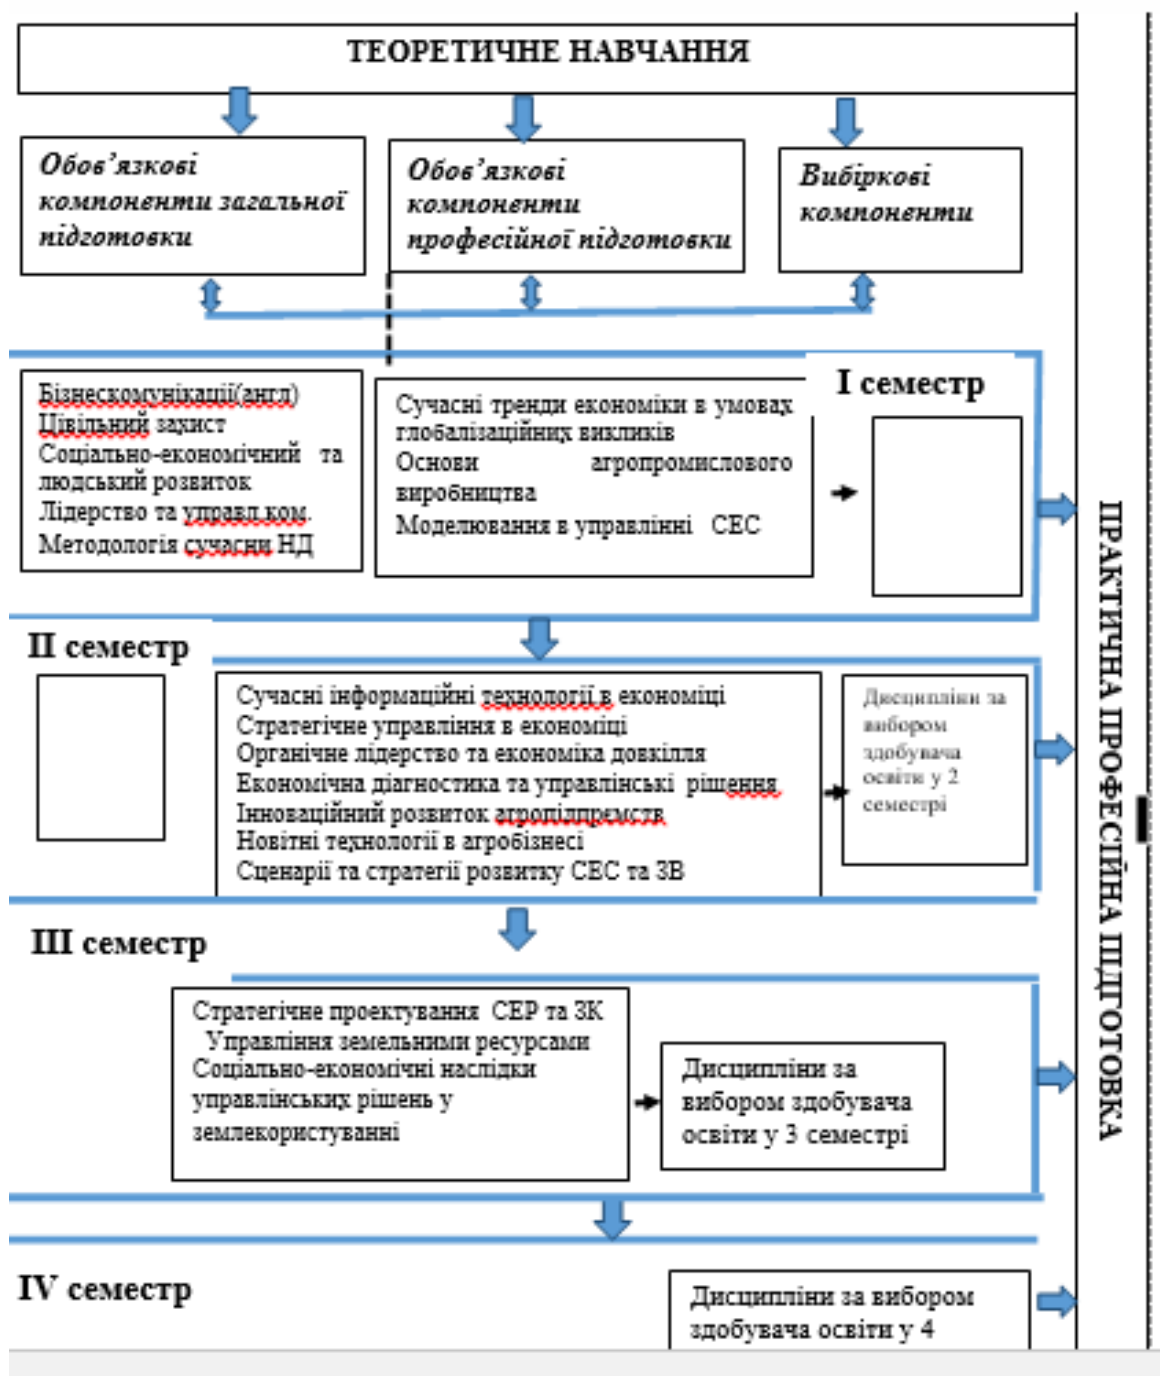 ТЕОРЕТИЧНЕ НАВЧАННЯ
Обов’язкові
компоненти загальної
підготовки
Обов’язкові
компоненти
професійної підготовки
Вибіркові
компоненти
І семестр
Бізнескомунікації(англ)
Цівільний захист
Соціально-економічний та
людський розвиток
Лідерство та управл.ком.
Методологія сучасни НД
Сучасні тренди економіки в умовах
глобалізаційних викликів
Основи агропромислового
виробництва
Моделювання в управлінні СЕС
ІІ семестр
Сучасні інформаційні технології в економіці
Стратегічне управління в економіці
Органічне лідерство та економіка довкілля
Економічна діагностика та управлінські рішення
Інноваційний розвиток агропілпремств
Новітні технології в агробізнесі
Сценарії та стратегії розвитку СЕС та ЗВ
Дисципліни за
вибором
здобувача
освіти у 2
семестрі
ІІІ семестр
Стратегічне проектування СЕР та ЗК
Управління земельними ресурсами
Соціально-економічні наслідки
управлінських рішень у
землекористуванні
Дисципліни за
вибором здобувача
освіти у 3 семестрі
IV семестр
Дисципліни за вибором
здобувача освіти у 4
ПРАКТИЧНА ПРОФЕСІЙНА ПІДГОТОВКА